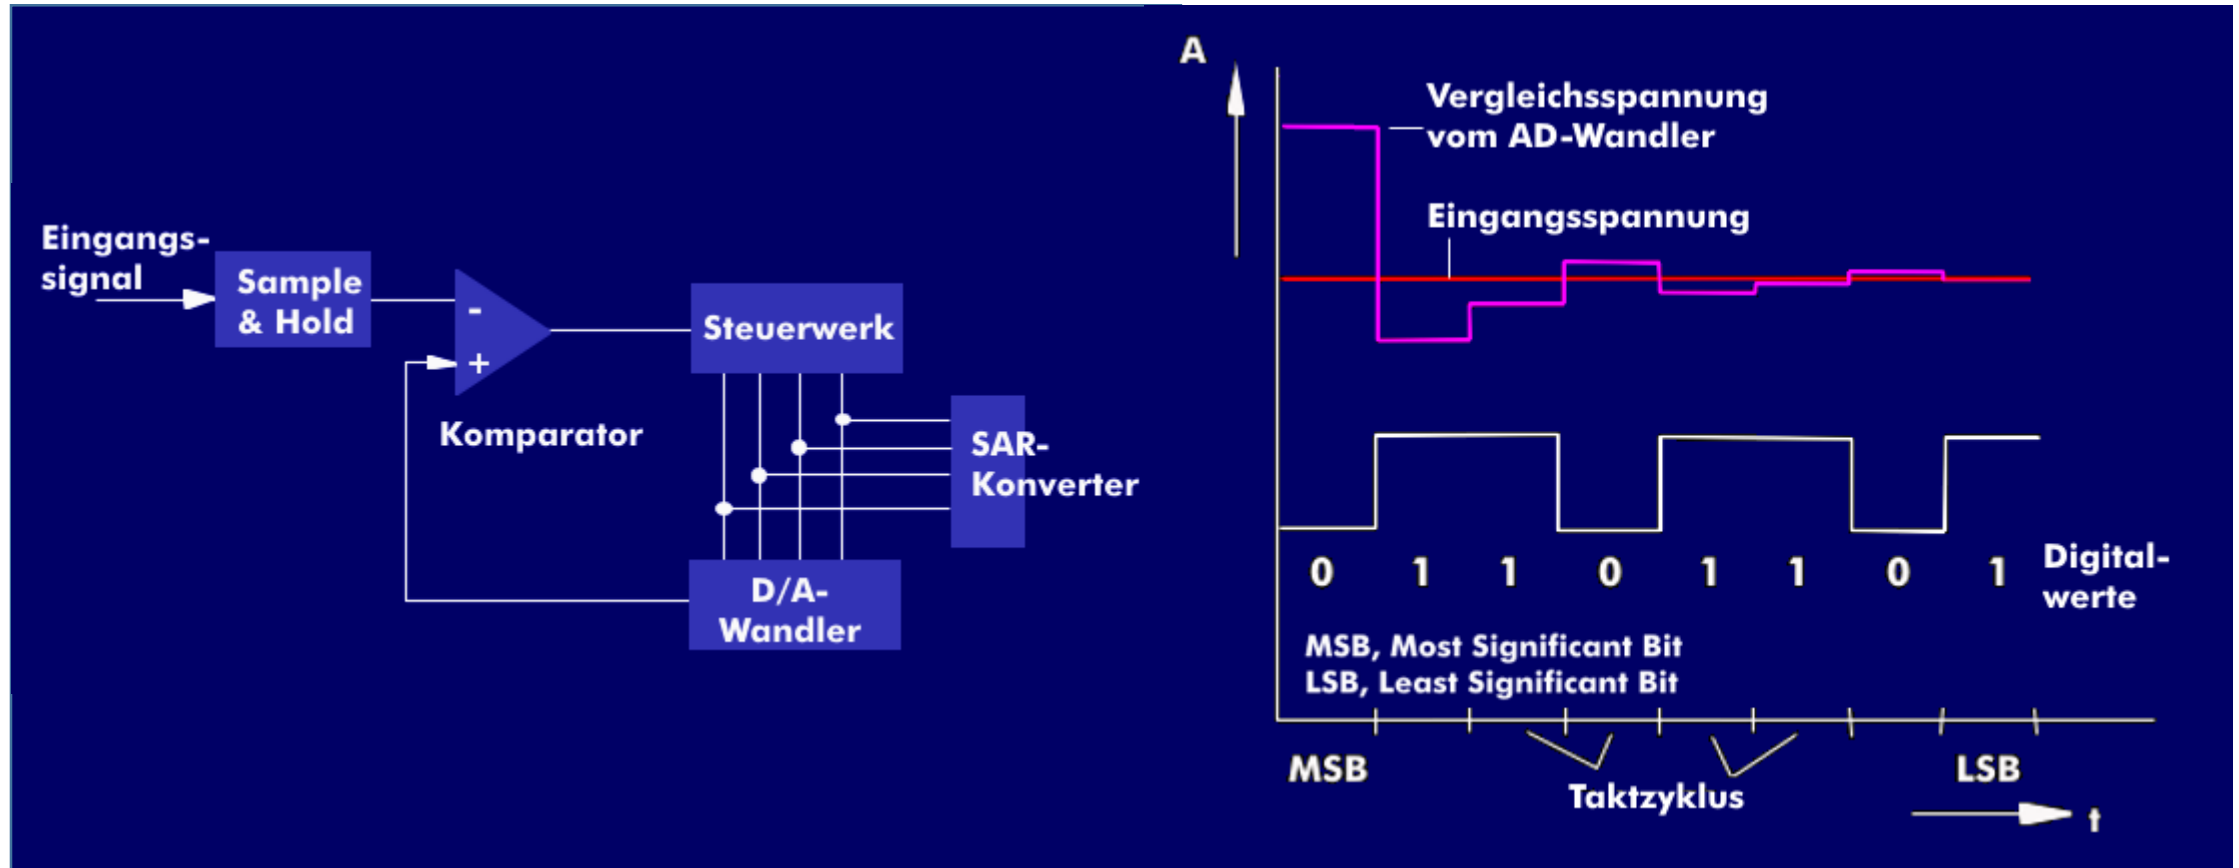 Eingangs-
signal
Sample
& Hold
-
+
Komparator
Steuerwerk
SAR-
Konverter
D/A-
Wandler
A
Vergleichsspannung
vom AD-Wandler
Eingangsspannung
0 1 1 0 1 1 0 1
Digital-
werte
MSB, Most Significant Bit
LSB, Least Significant Bit
MSB
LSB
Taktzyklus
t